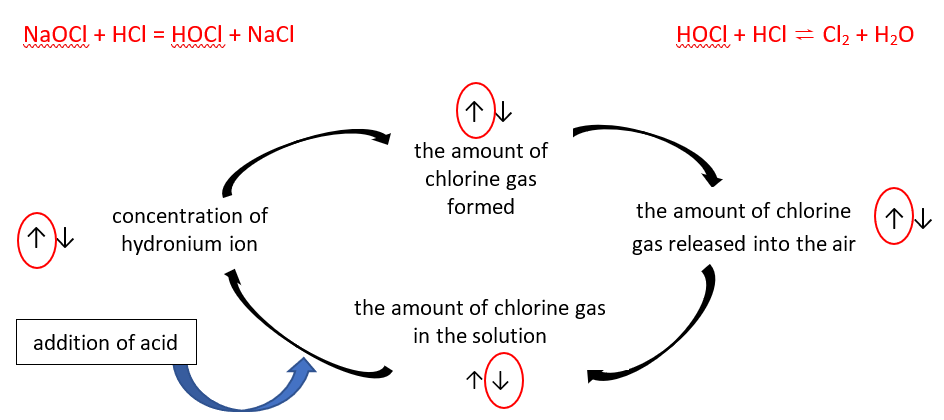 NaOCl + HCl = HOCl + NaCl
HOCl + HCl ⇌ Cl₂ + H₂O
↑↓
the amount of
chlorine gas
formed
concentration of
hydronium ion
↑↓
the amount of chlorine
gas released into the air
↑↓
the amount of chlorine gas
in the solution
↑↓
addition of acid